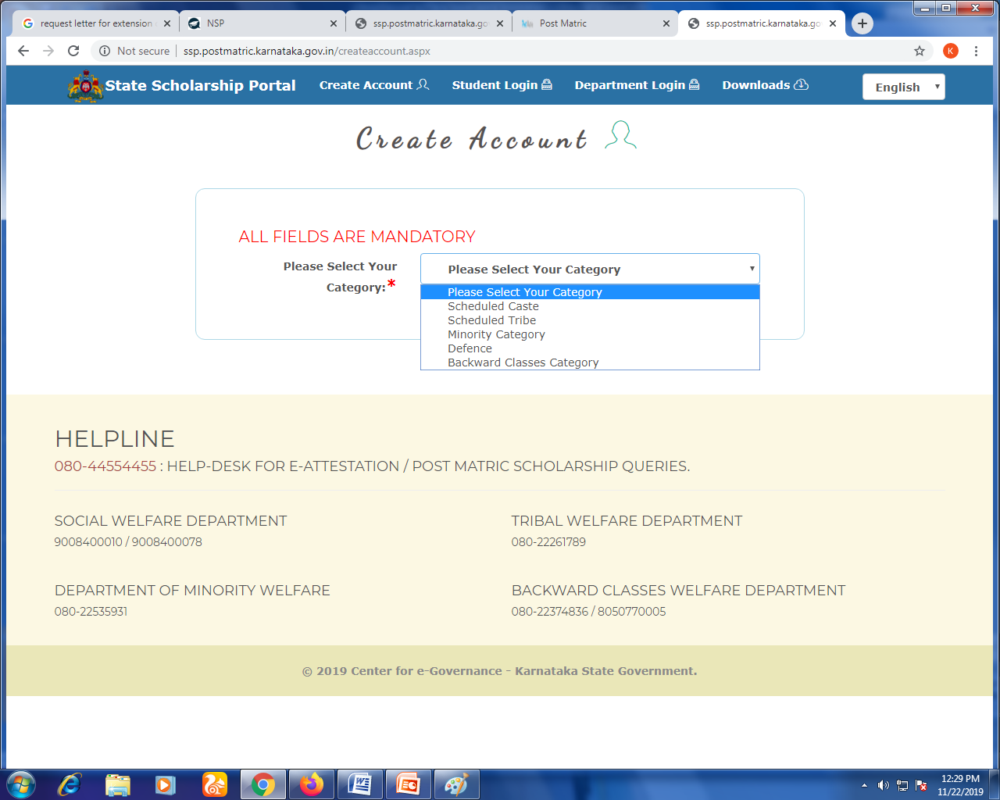 request letter for extension
NSP
ssp.postmatric.karnataka.go
Post Matric
ssp.postmatric.karnataka.go
Not secure
ssp.postmatric.karnataka.gov.in/createaccount.aspx
K
State Scholarship Portal
Create Account
Student Login
Department Login
Downloads
English
Create Account
ALL FIELDS ARE MANDATORY
Please Select Your
Category:*
Please Select Your Category
Please Select Your Category
Scheduled Caste
Scheduled Tribe
Minority Category
Defence
Backward Classes Category
HELPLINE
080-44554455 : HELP-DESK FOR E-ATTESTATION / POST MATRIC SCHOLARSHIP QUERIES.
SOCIAL WELFARE DEPARTMENT
9008400010 / 9008400078
TRIBAL WELFARE DEPARTMENT
080-22261789
DEPARTMENT OF MINORITY WELFARE
080-22535931
BACKWARD CLASSES WELFARE DEPARTMENT
080-22374836 / 8050770005
© 2019 Center for e-Governance - Karnataka State Government.
12:29 PM
11/22/2019